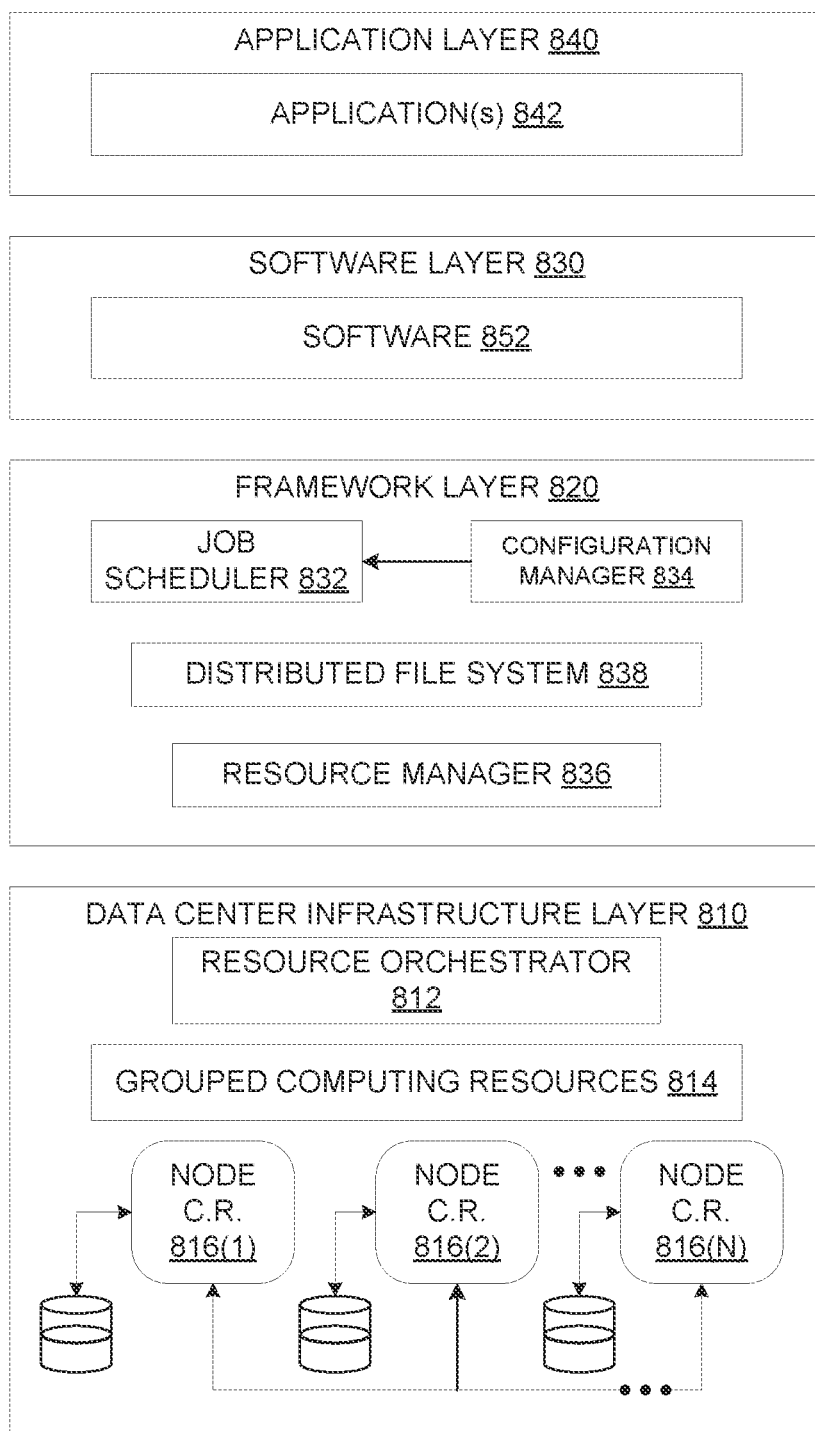 APPLICATION LAYER 840
APPLICATION(s) 842
SOFTWARE LAYER 830
SOFTWARE 852
FRAMEWORK LAYER 820
JOB
SCHEDULER 832
CONFIGURATION
MANAGER 834
DISTRIBUTED FILE SYSTEM 838
RESOURCE MANAGER 836
DATA CENTER INFRASTRUCTURE LAYER 810
RESOURCE ORCHESTRATOR
812
GROUPED COMPUTING RESOURCES 814
NODE
C.R.
816(1)
NODE
C.R.
816(2)
NODE
C.R.
816(N)